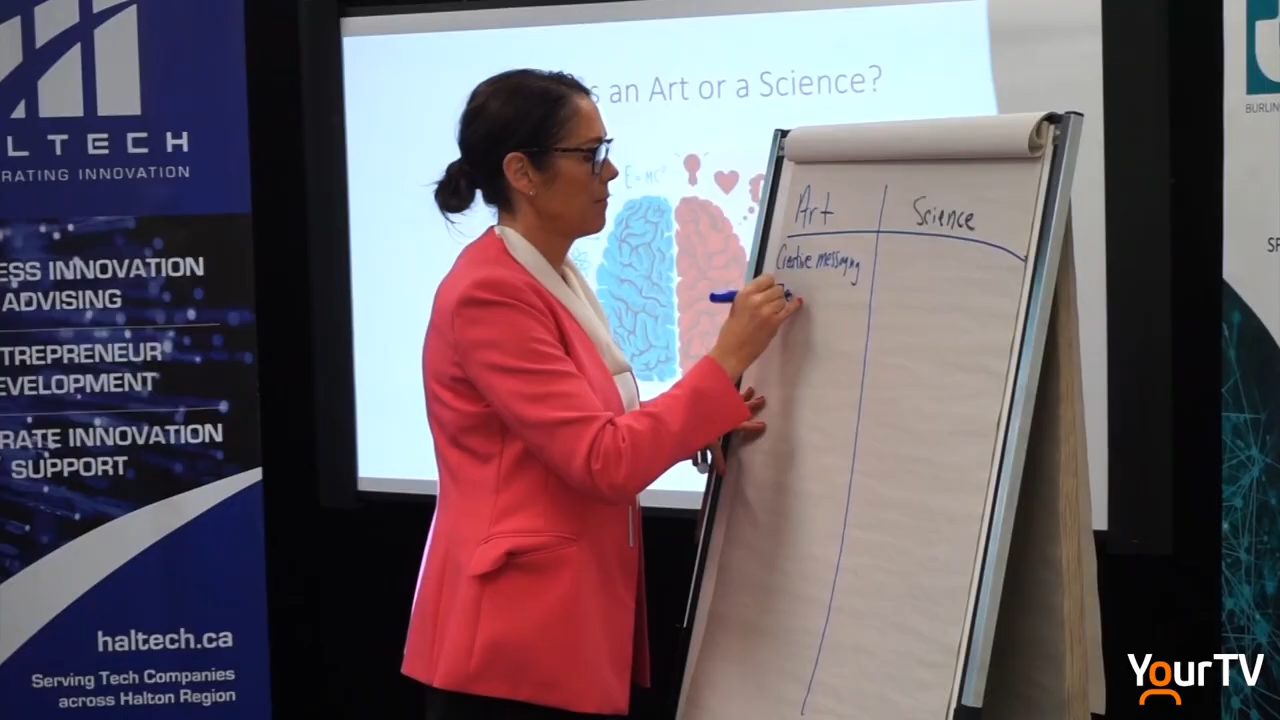 LTECH
RATING INNOVATION
ESS INNOVATION
ADVISING
TREPRENEUR
EVELOPMENT
RATE INNOVATION
SUPPORT
haltech.ca
Serving Tech Companies
across Halton Region
s an Art or a Science?
E=MC²
Art
Science
Creative messaging
BURLIN
YourTV